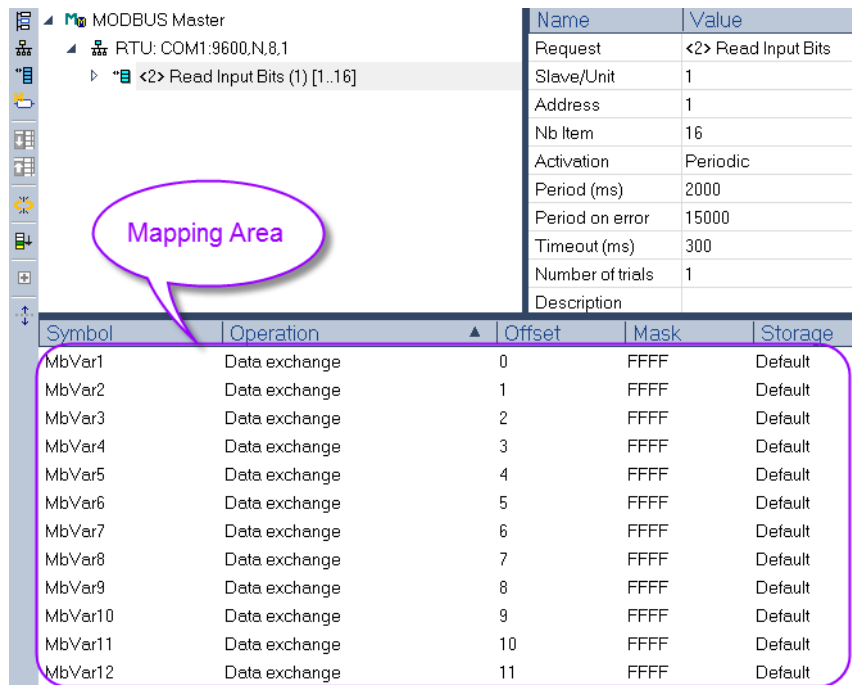 MODBUS Master
RTU: COM1:9600,N,8,1
<2> Read Input Bits (1) [1..16]
Name Value
Request <2> Read Input Bits
Slave/Unit 1
Address 1
Nb Item 16
Activation Periodic
Period (ms) 2000
Period on error 15000
Timeout (ms) 300
Number of trials 1
Description
Mapping Area
Symbol Operation Offset Mask Storage
MbVar1 Data exchange 0 FFFF Default
MbVar2 Data exchange 1 FFFF Default
MbVar3 Data exchange 2 FFFF Default
MbVar4 Data exchange 3 FFFF Default
MbVar5 Data exchange 4 FFFF Default
MbVar6 Data exchange 5 FFFF Default
MbVar7 Data exchange 6 FFFF Default
MbVar8 Data exchange 7 FFFF Default
MbVar9 Data exchange 8 FFFF Default
MbVar10 Data exchange 9 FFFF Default
MbVar11 Data exchange 10 FFFF Default
MbVar12 Data exchange 11 FFFF Default